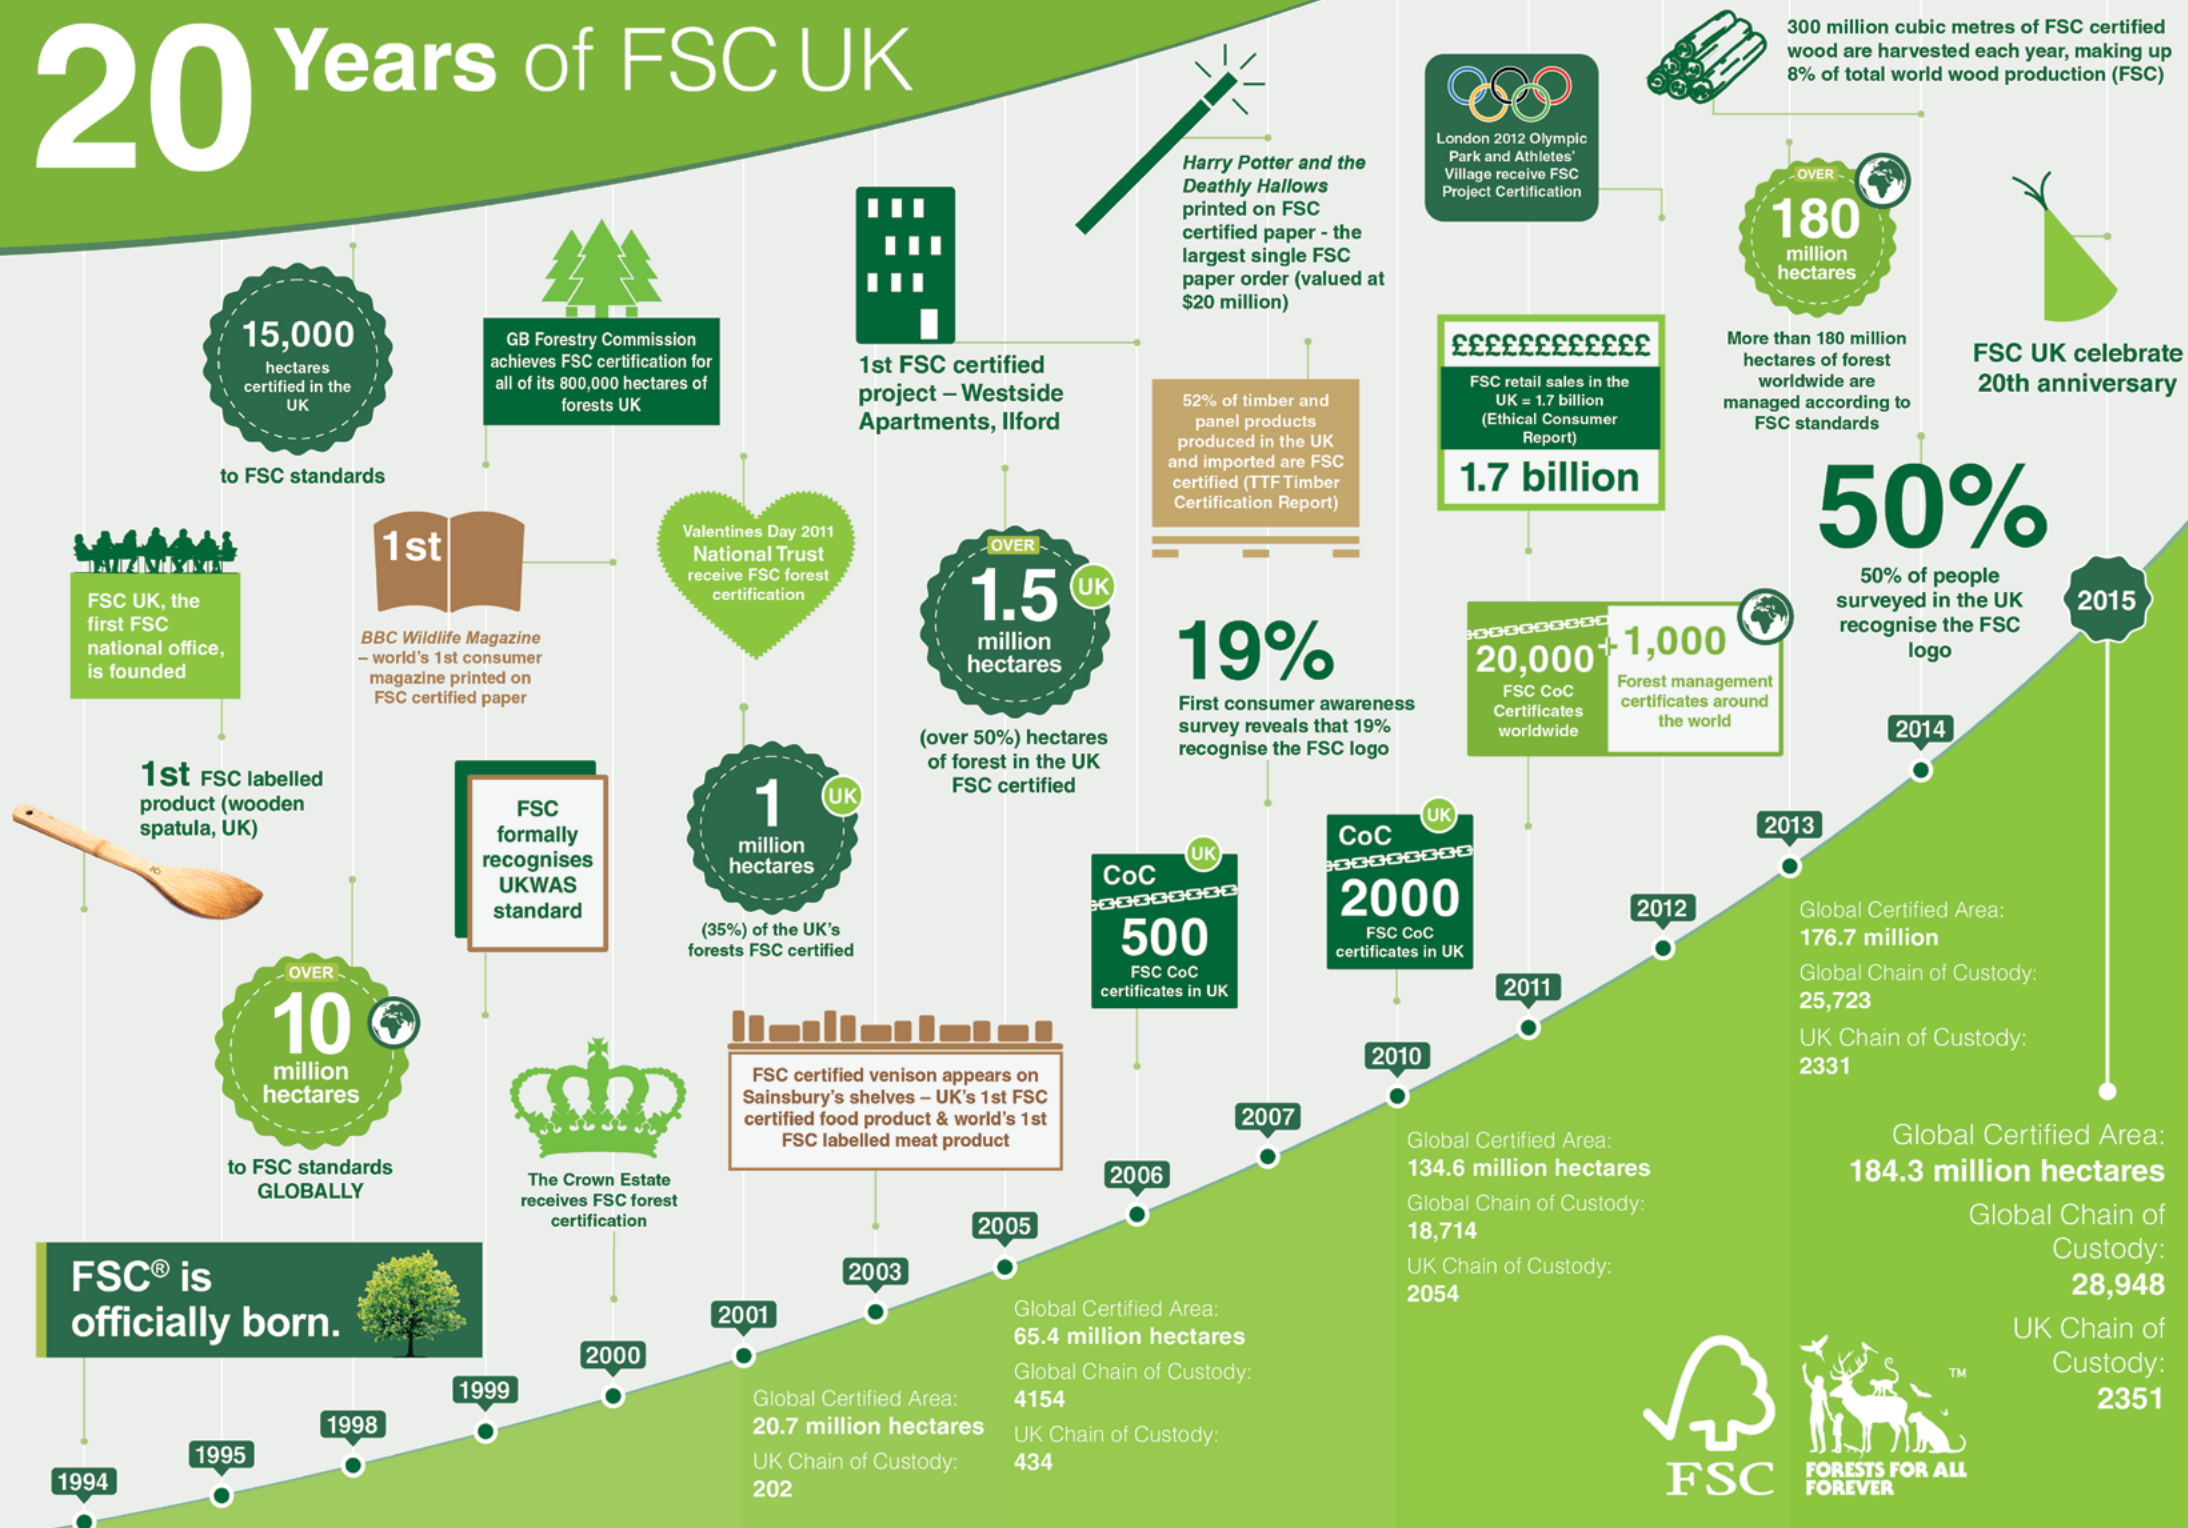 20 Years of FSC UK
300 million cubic metres of FSC certified
wood are harvested each year, making up
8% of total world wood production (FSC)
London 2012 Olympic
Park and Athletes'
Village receive FSC
Project Certification
Harry Potter and the
Deathly Hallows
printed on FSC
certified paper - the
largest single FSC
paper order (valued at
$20 million)
OVER
180
million
hectares
More than 180 million
hectares of forest
worldwide are
managed according to
FSC standards
FSC UK celebrate
20th anniversary
15,000
hectares
certified in the
UK
to FSC standards
GB Forestry Commission
achieves FSC certification for
all of its 800,000 hectares of
forests UK
1st FSC certified
project – Westside
Apartments, Ilford
52% of timber and
panel products
produced in the UK
and imported are FSC
certified (TTF Timber
Certification Report)
££££££££££££
FSC retail sales in the
UK = 1.7 billion
(Ethical Consumer
Report)
1.7 billion
50%
50% of people
surveyed in the UK
recognise the FSC
logo
FSC UK, the
first FSC
national office,
is founded
1st
BBC Wildlife Magazine
– world's 1st consumer
magazine printed on
FSC certified paper
Valentines Day 2011
National Trust
receive FSC forest
certification
OVER
1.5
UK
million
hectares
(over 50%) hectares
of forest in the UK
FSC certified
19%
First consumer awareness
survey reveals that 19%
recognise the FSC logo
20,000
FSC CoC
Certificates
worldwide
+1,000
Forest management
certificates around
the world
1st FSC labelled
product (wooden
spatula, UK)
FSC
formally
recognises
UKWAS
standard
1
UK
million
hectares
(35%) of the UK's
forests FSC certified
CoC
UK
500
FSC CoC
certificates in UK
CoC
UK
2000
FSC CoC
certificates in UK
OVER
10
million
hectares
to FSC standards
GLOBALLY
The Crown Estate
receives FSC forest
certification
FSC certified venison appears on
Sainsbury's shelves – UK's 1st FSC
certified food product & world's 1st
FSC labelled meat product
FSC® is
officially born.
1994
1995
1998
1999
2000
2001
2003
2005
2006
2007
2010
2011
2012
2013
2014
2015
Global Certified Area:
20.7 million hectares
UK Chain of Custody:
202
Global Certified Area:
65.4 million hectares
Global Chain of Custody:
4154
UK Chain of Custody:
434
Global Certified Area:
134.6 million hectares
Global Chain of Custody:
18,714
UK Chain of Custody:
2054
Global Certified Area:
176.7 million
Global Chain of Custody:
25,723
UK Chain of Custody:
2331
Global Certified Area:
184.3 million hectares
Global Chain of
Custody:
28,948
UK Chain of
Custody:
2351
FSC
TM
FORESTS FOR ALL
FOREVER